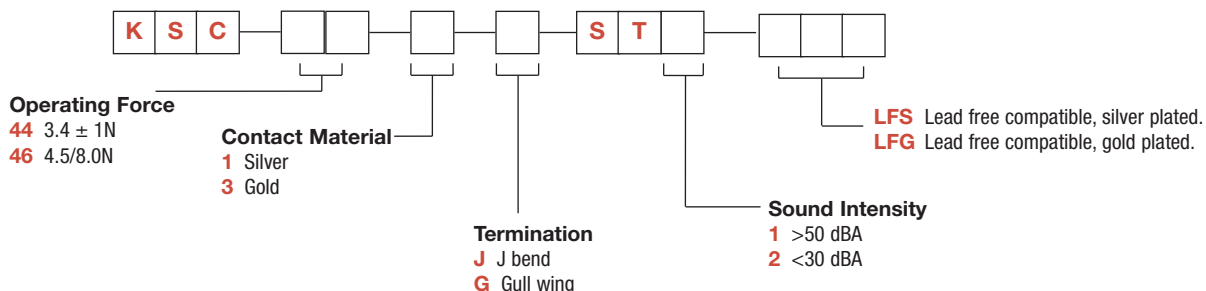 K S C S T
Operating Force
44 3.4 ± 1N
46 4.5/8.0N
Contact Material
1 Silver
3 Gold
Termination
J J bend
G Gull wing
Sound Intensity
1 >50 dBA
2 <30 dBA
LFS Lead free compatible, silver plated.
LFG Lead free compatible, gold plated.